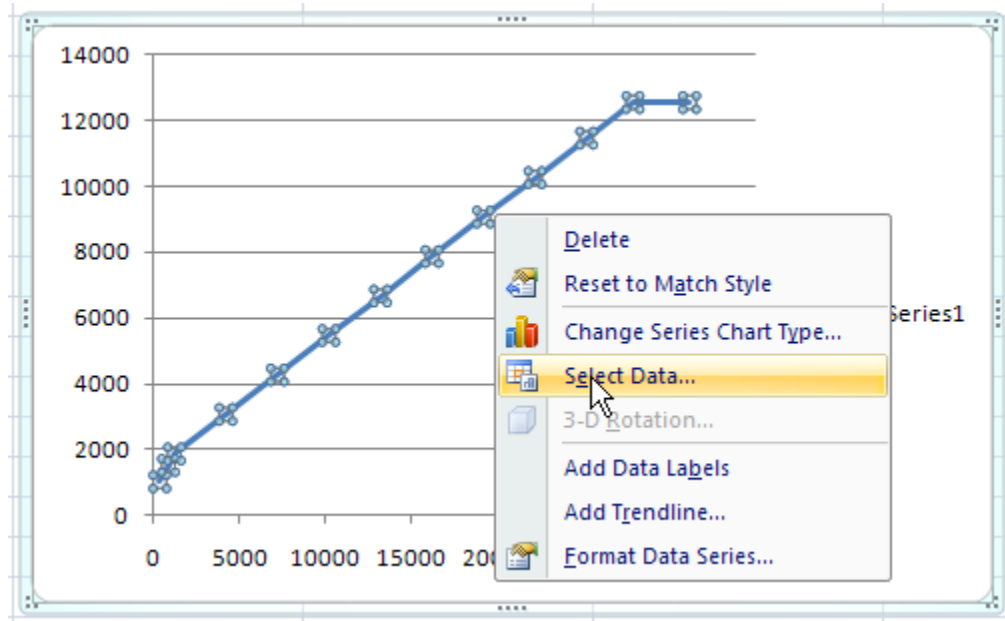 14000
12000
10000
8000
6000
4000
2000
0
0 5000 10000 15000
Series1
Delete
Reset to Match Style
Change Series Chart Type...
Select Data...
3-D Rotation...
Add Data Labels
Add Trendline...
Format Data Series...